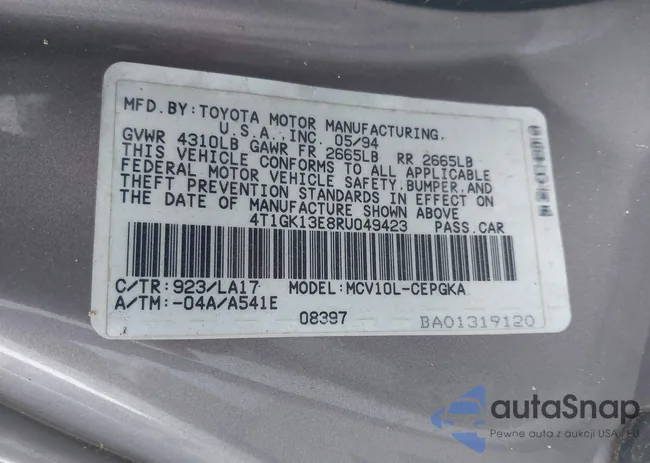 MFD. BY: TOYOTA MOTOR MANUFACTURING,
U.S.A., INC. 05/94
GVWR 4310LB GAWR FR 2665LB RR 2665LB
THIS VEHICLE CONFORMS TO ALL APPLICABLE
FEDERAL MOTOR VEHICLE SAFETY, BUMPER, AND
THEFT PREVENTION STANDARDS IN EFFECT ON
THE DATE OF MANUFACTURE SHOWN ABOVE
4T1GK13E8RU049423 PASS. CAR
C/TR: 923/LA17 MODEL: MCV10L-CEPGKA
A/TM: -04A/A541E
08397 BA01319120
autaSnap
Pewne auta z aukcji USA i EU